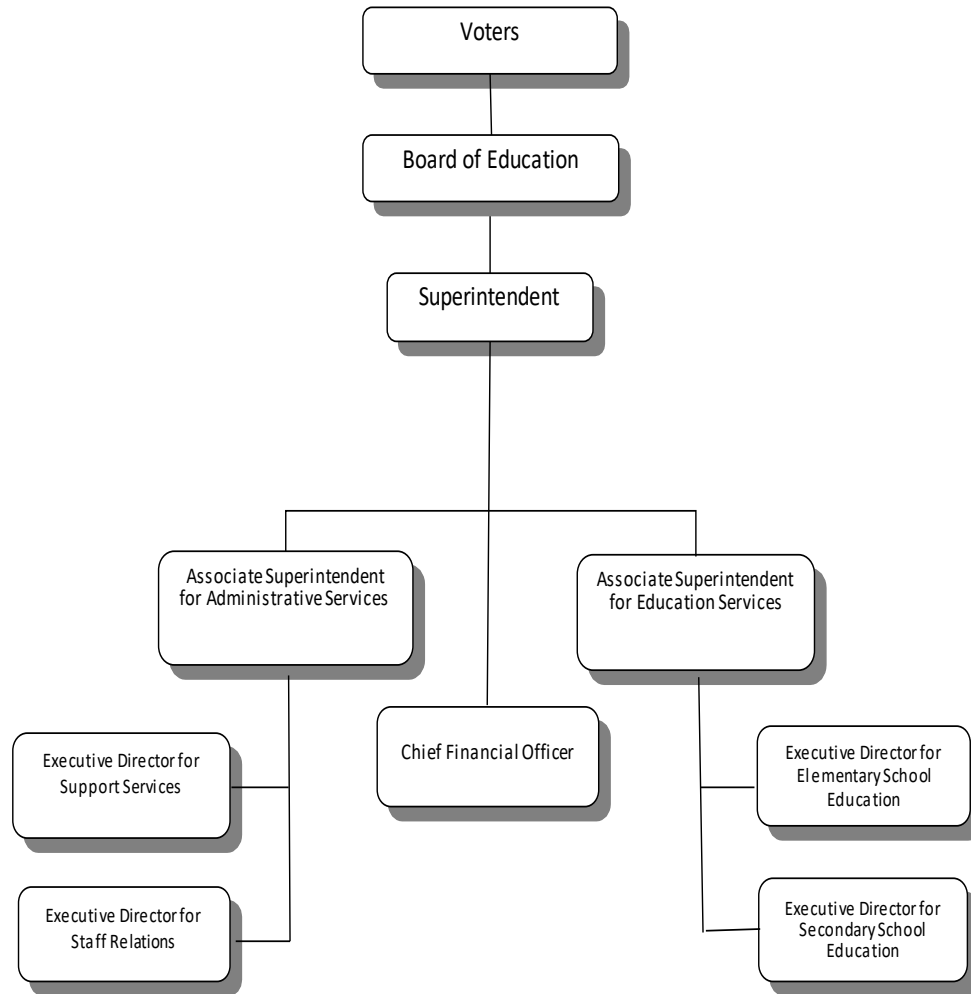 Voters
Board of Education
Superintendent
Associate Superintendent
for Administrative Services
Associate Superintendent
for Education Services
Chief Financial Officer
Executive Director for
Support Services
Executive Director for
Elementary School
Education
Executive Director for
Staff Relations
Executive Director for
Secondary School
Education